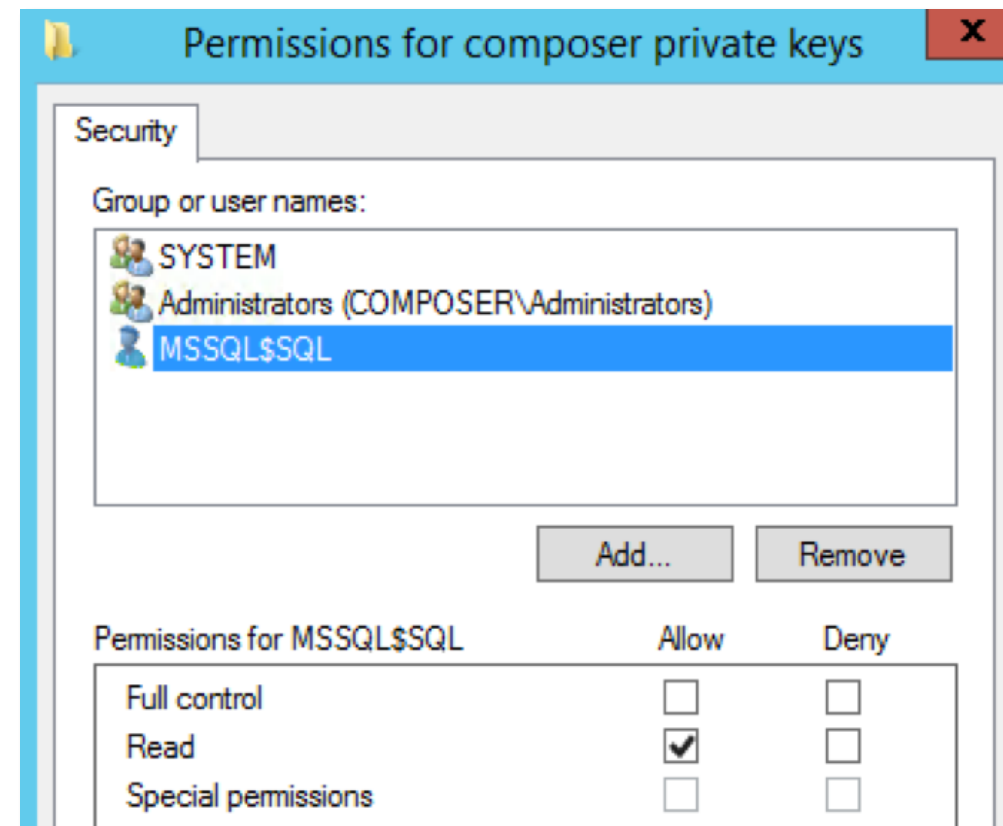 Permissions for composer private keys
x
Security
Group or user names:
SYSTEM
Administrators (COMPOSER\Administrators)
MSSQL$SQL
Add...
Remove
Permissions for MSSQL$SQL
Allow
Deny
Full control
Read
Special permissions